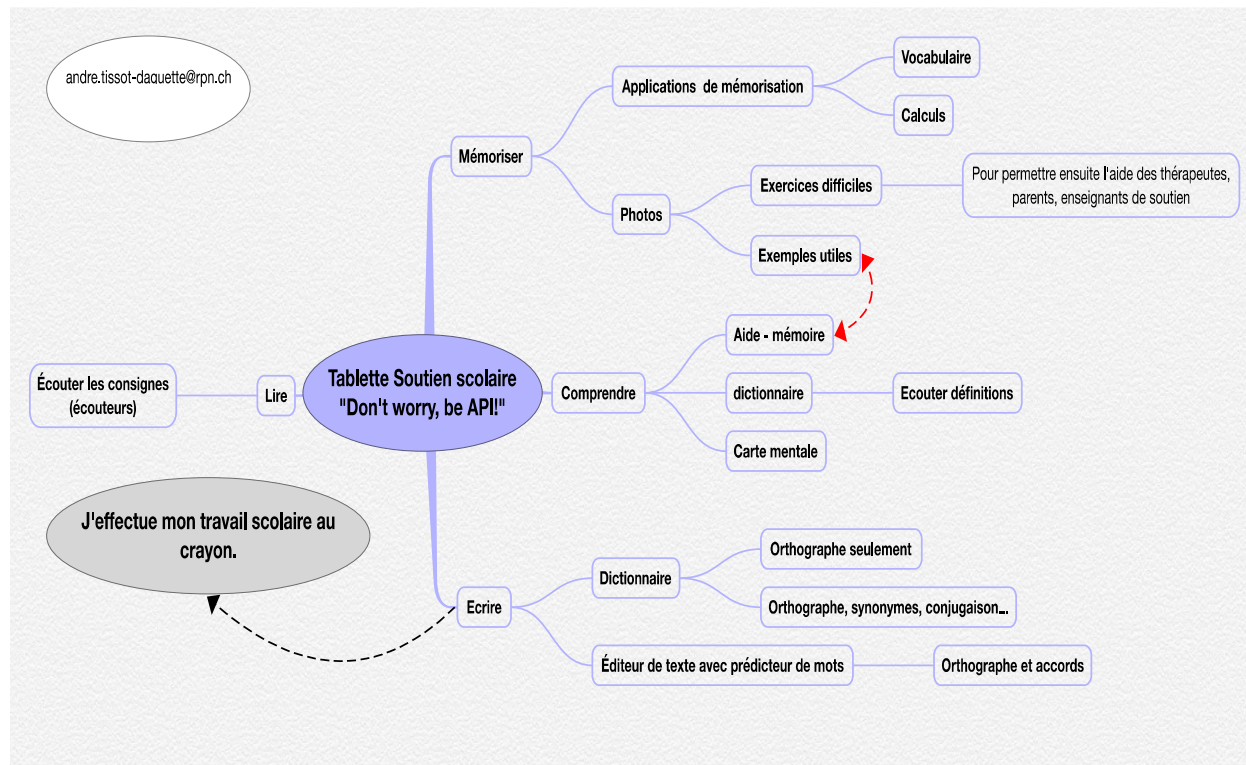 andre.tissot-daguette@rpn.ch
Mémoriser
Applications de mémorisation
Vocabulaire
Calculs
Photos
Exercices difficiles
Pour permettre ensuite l'aide des thérapeutes,
parents, enseignants de soutien
Exemples utiles
Tablette Soutien scolaire
"Don't worry, be API!"
Lire
Écouter les consignes
(écouteurs)
Comprendre
Aide - mémoire
dictionnaire
Ecouter définitions
Carte mentale
J'effectue mon travail scolaire au
crayon.
Ecrire
Dictionnaire
Orthographe seulement
Orthographe, synonymes, conjugaison...
Éditeur de texte avec prédicteur de mots
Orthographe et accords